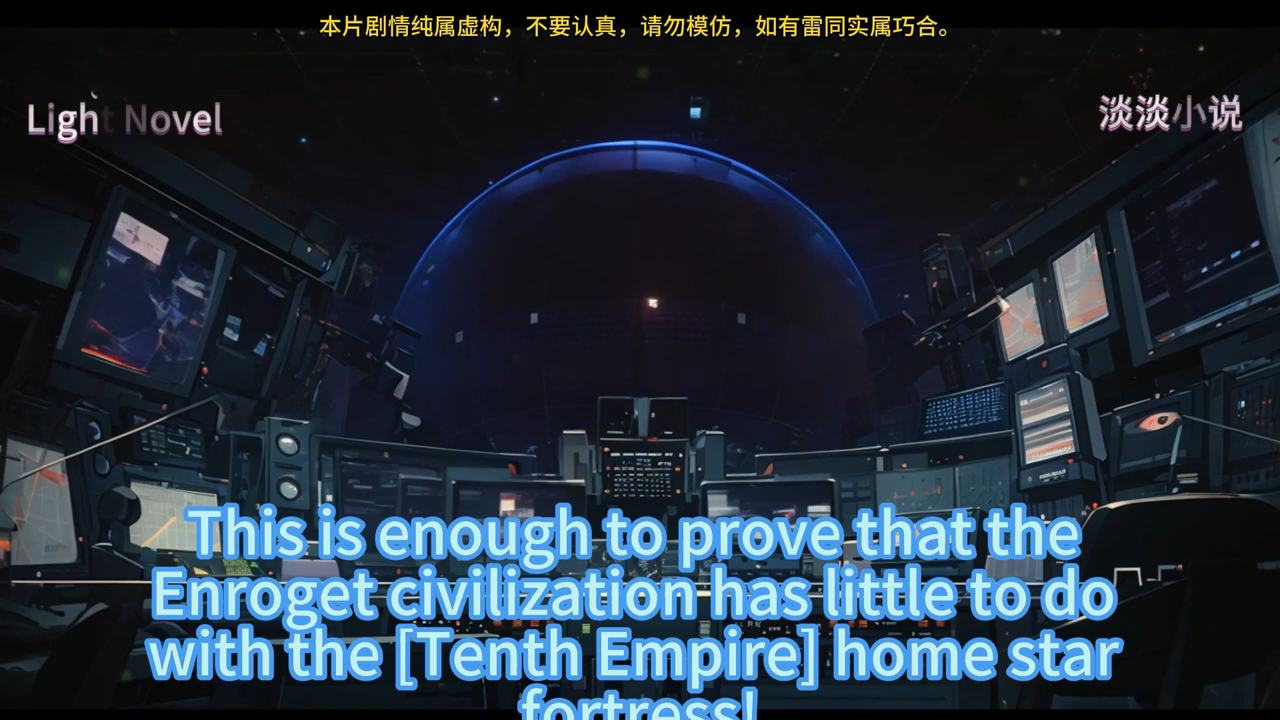 本片剧情纯属虚构，不要认真，请勿模仿，如有雷同实属巧合。
Light Novel
淡淡小说
This is enough to prove that the
Enroget civilization has little to do
with the [Tenth Empire] home star
fortress!